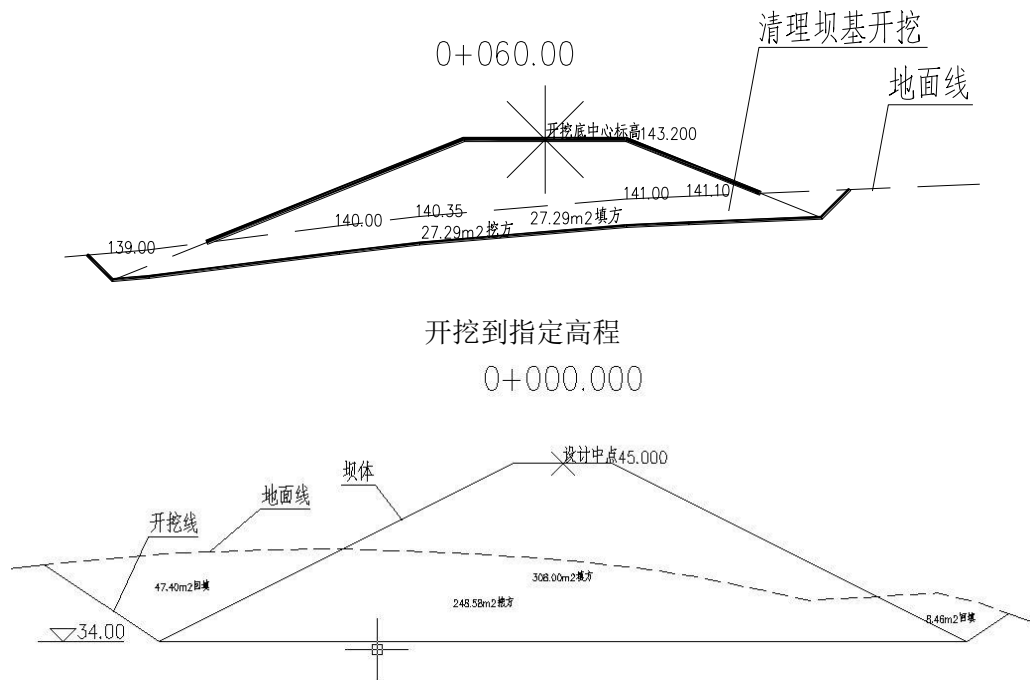 清理坝基开挖
0+060.00
地面线
开挖底中心标高143.200
141.00
141.10
140.35
140.00
27.29m2填方
27.29m2挖方
139.00
开挖到指定高程
0+000.000
设计中点45.000
坝体
地面线
开挖线
47.40m2回填
308.00m2填方
248.58m2挖方
8.46m2回填
34.00